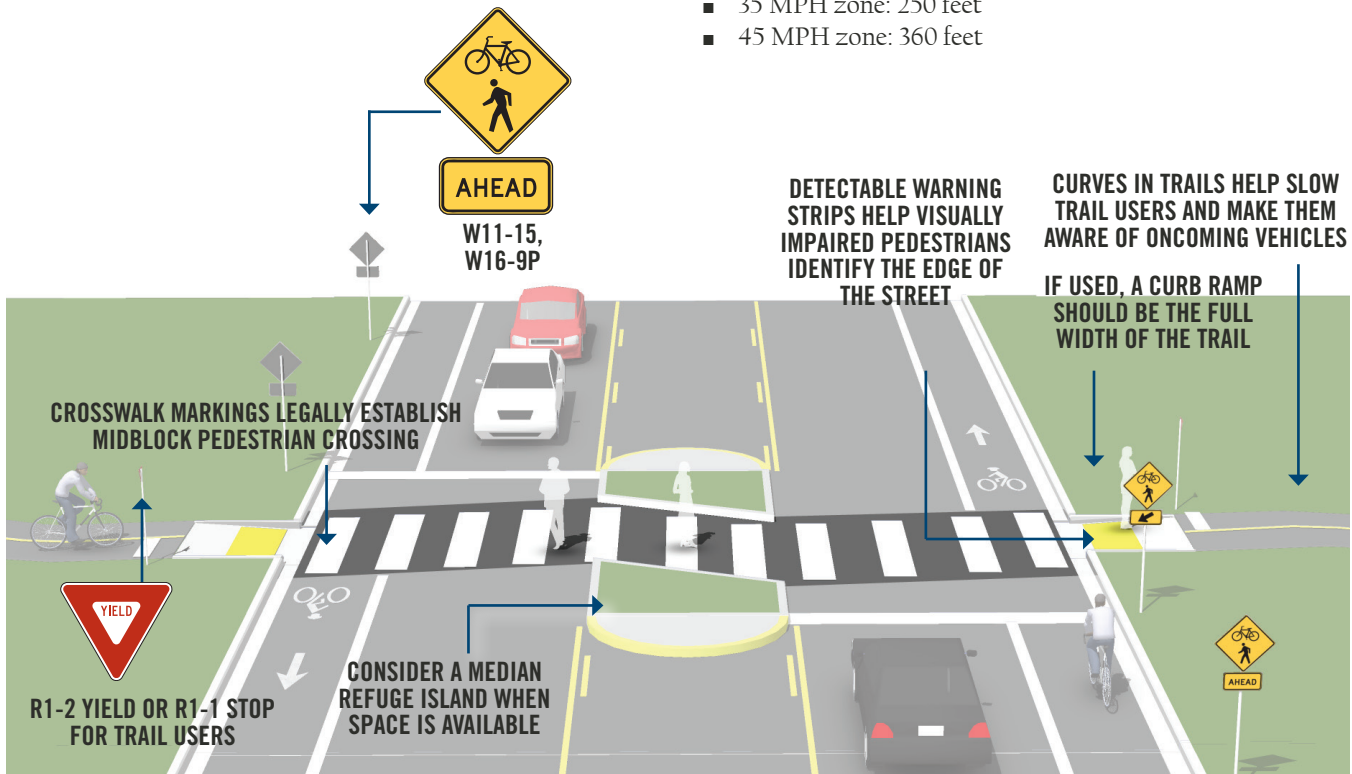 35 MPH zone: 250 feet
45 MPH zone: 360 feet
AHEAD
W11-15,
W16-9P
DETECTABLE WARNING
STRIPS HELP VISUALLY
IMPAIRED PEDESTRIANS
IDENTIFY THE EDGE OF
THE STREET
CURVES IN TRAILS HELP SLOW
TRAIL USERS AND MAKE THEM
AWARE OF ONCOMING VEHICLES
IF USED, A CURB RAMP
SHOULD BE THE FULL
WIDTH OF THE TRAIL
CROSSWALK MARKINGS LEGALLY ESTABLISH
MIDBLOCK PEDESTRIAN CROSSING
YIELD
R1-2 YIELD OR R1-1 STOP
FOR TRAIL USERS
CONSIDER A MEDIAN
REFUGE ISLAND WHEN
SPACE IS AVAILABLE
AHEAD